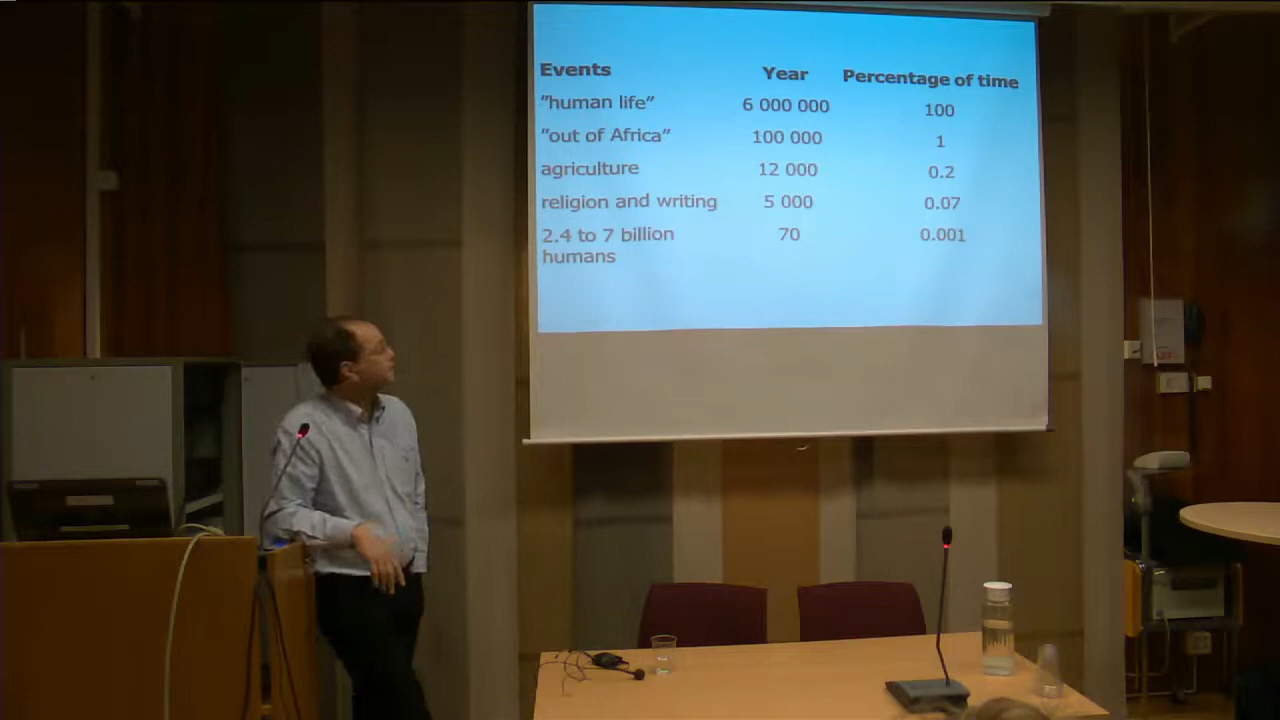 Events Year Percentage of time
”human life” 6 000 000 100
”out of Africa” 100 000 1
agriculture 12 000 0.2
religion and writing 5 000 0.07
2.4 to 7 billion 70 0.001
humans